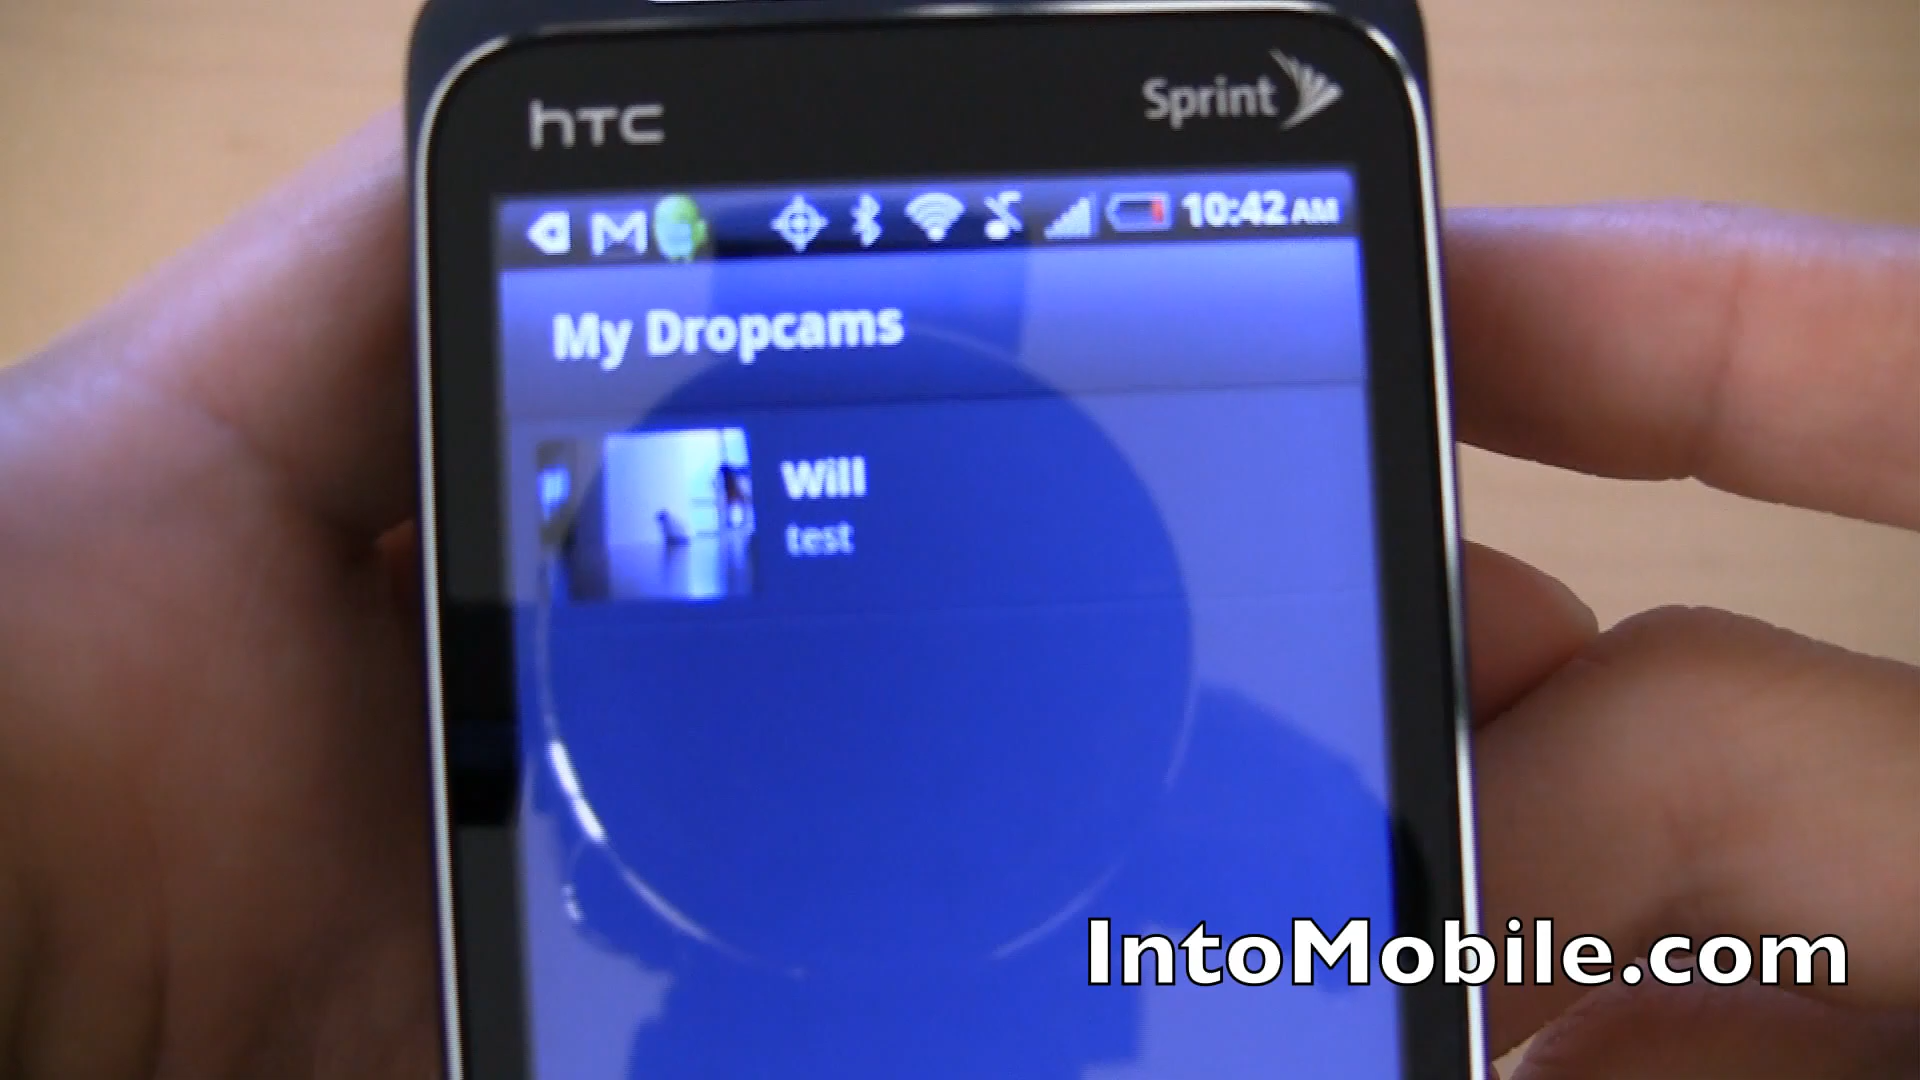 hTC
Sprint
10:42 AM
My Dropcams
Will
test
IntoMobile.com